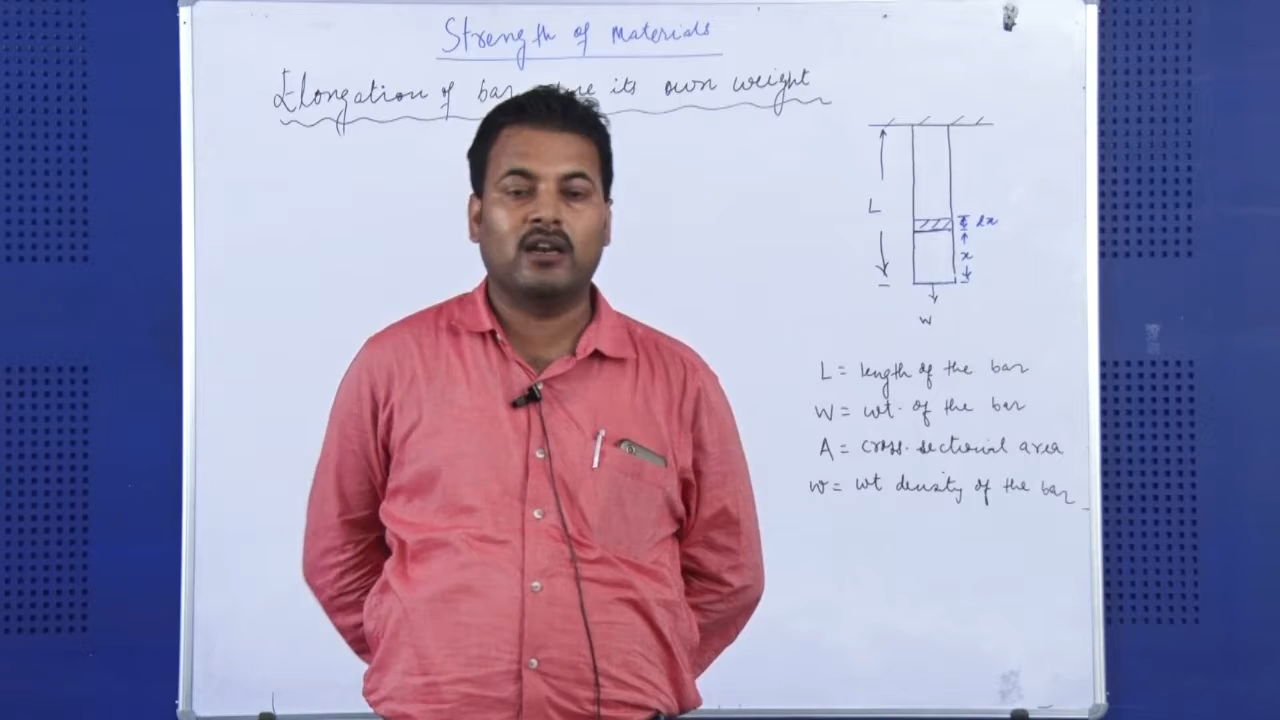 Strength of Materials
Elongation of bar its own weight
L
dx
x
W
L = length of the bar
W = wt. of the bar
A = cross-sectional area
w = wt density of the bar